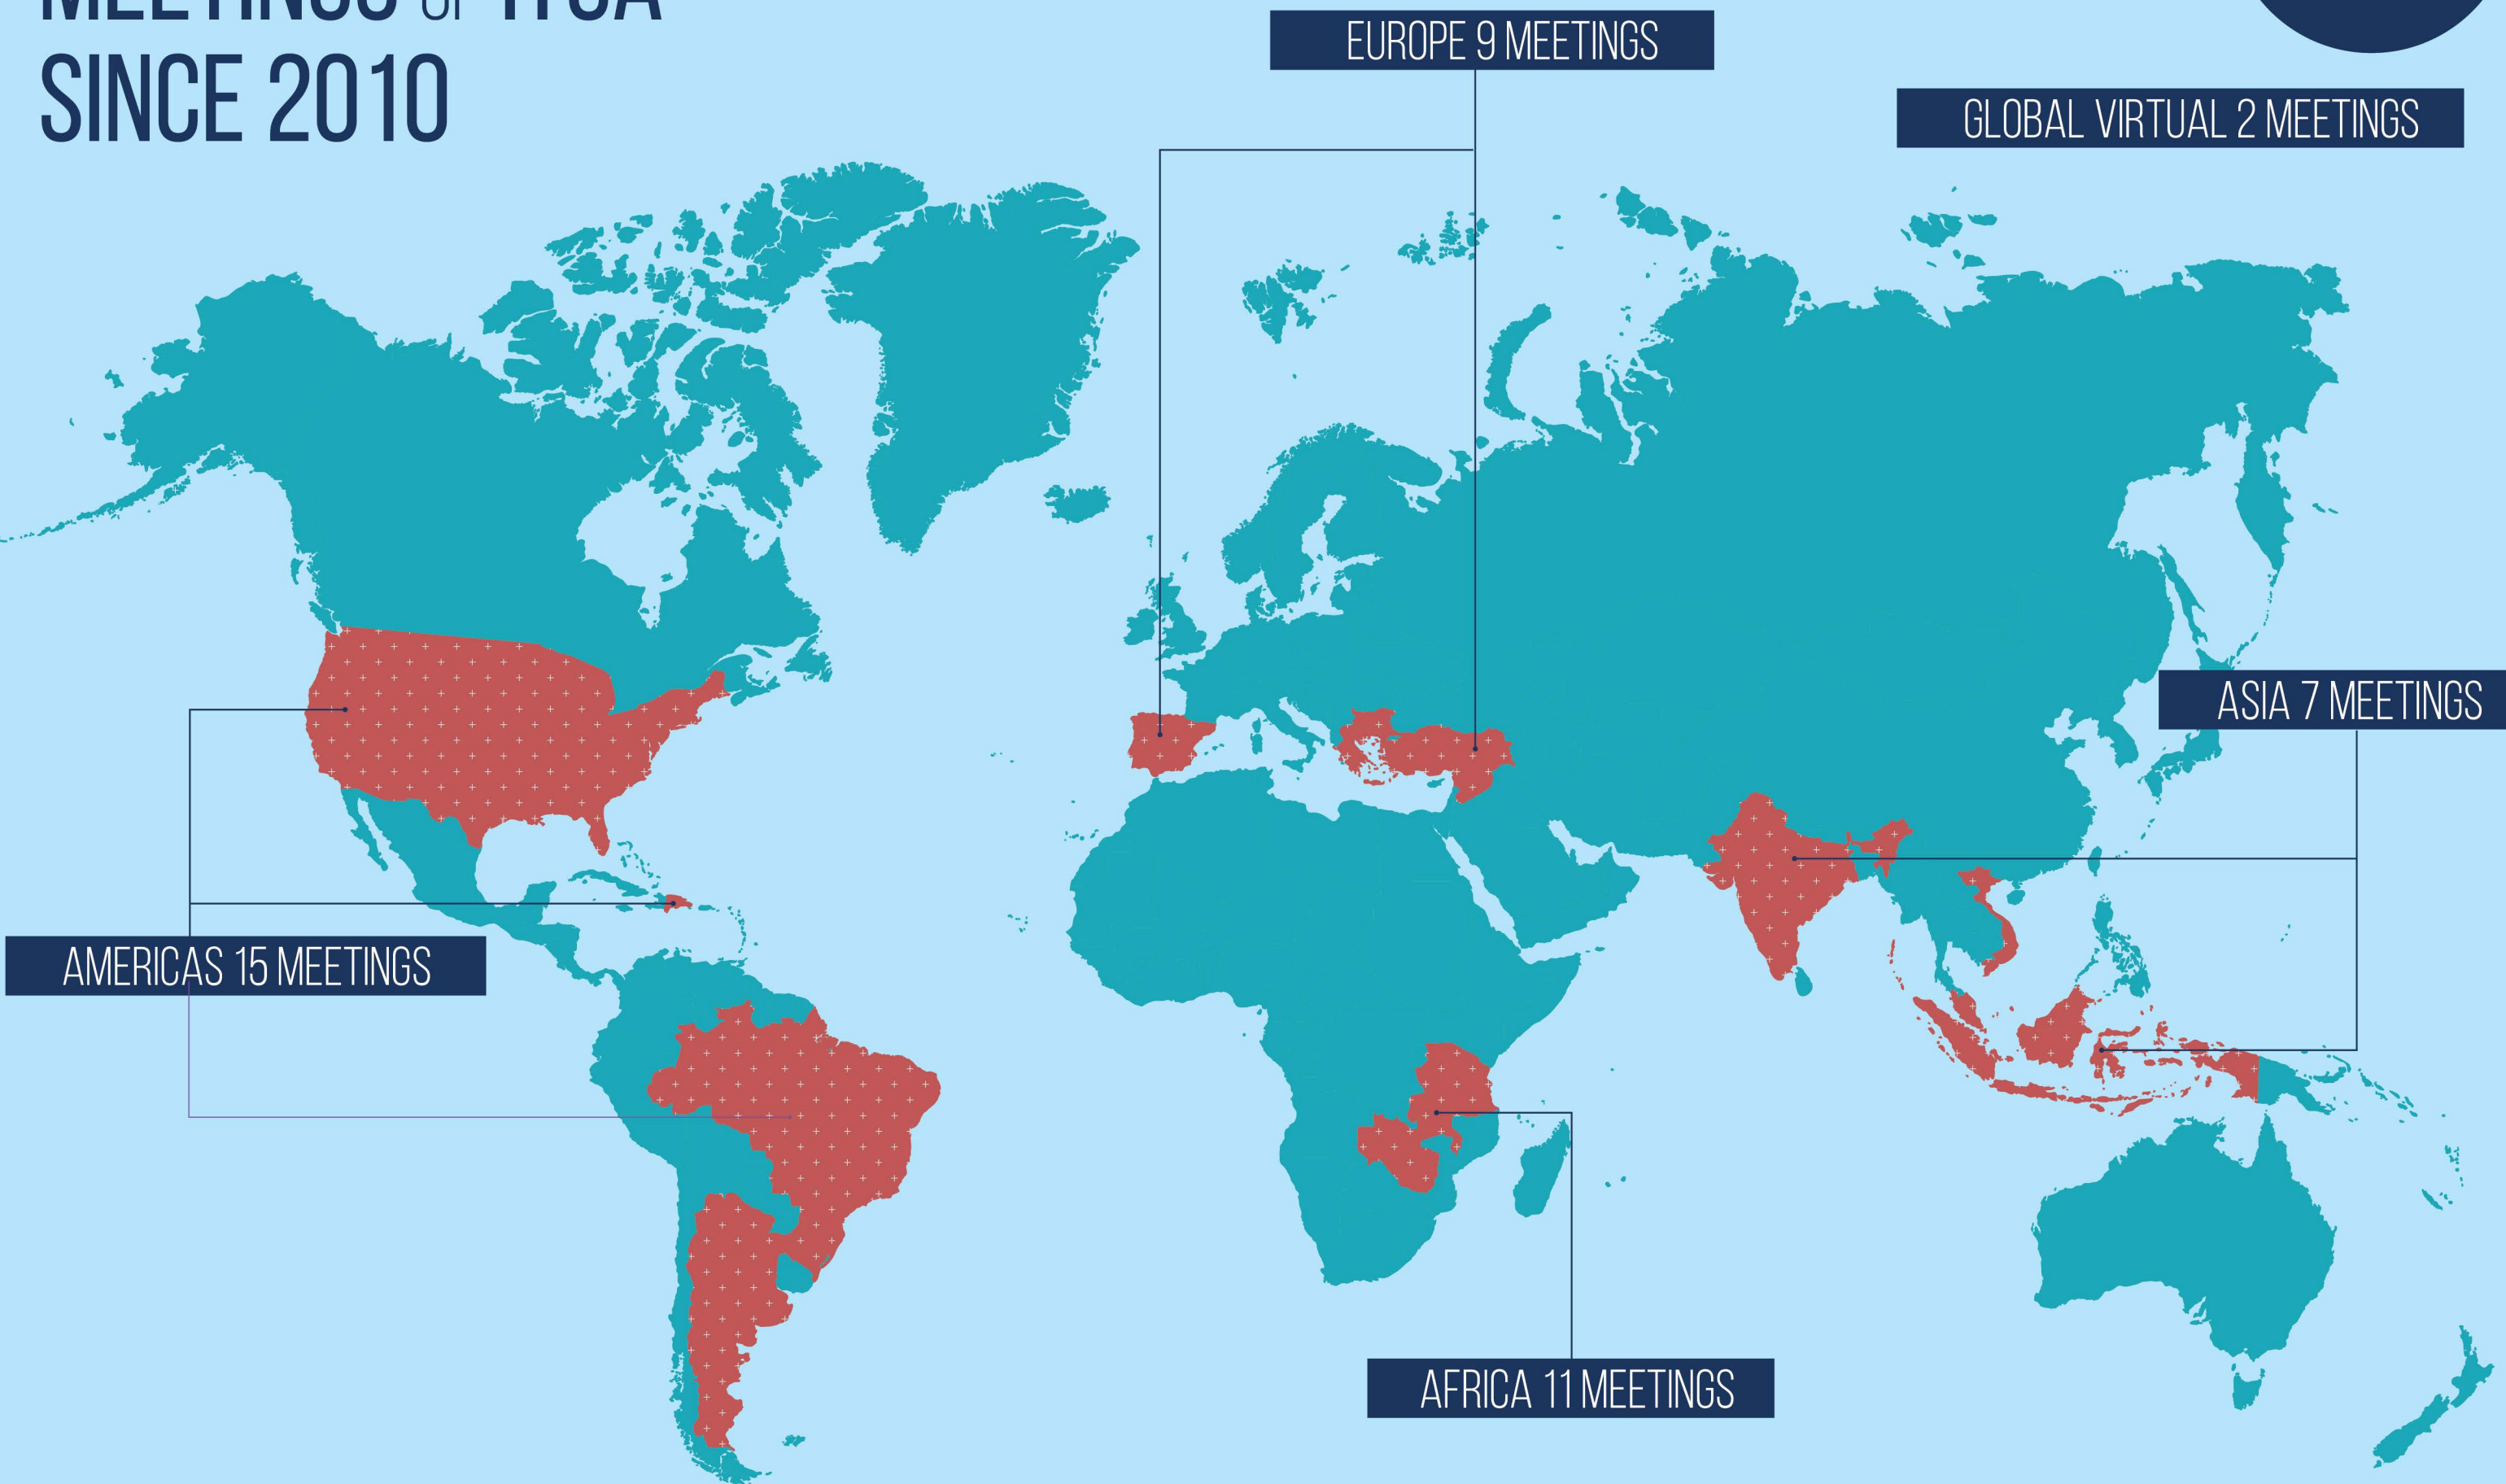 SINCE 2010
EUROPE 9 MEETINGS
GLOBAL VIRTUAL 2 MEETINGS
ASIA 7 MEETINGS
AMERICAS 15 MEETINGS
AFRICA 11 MEETINGS